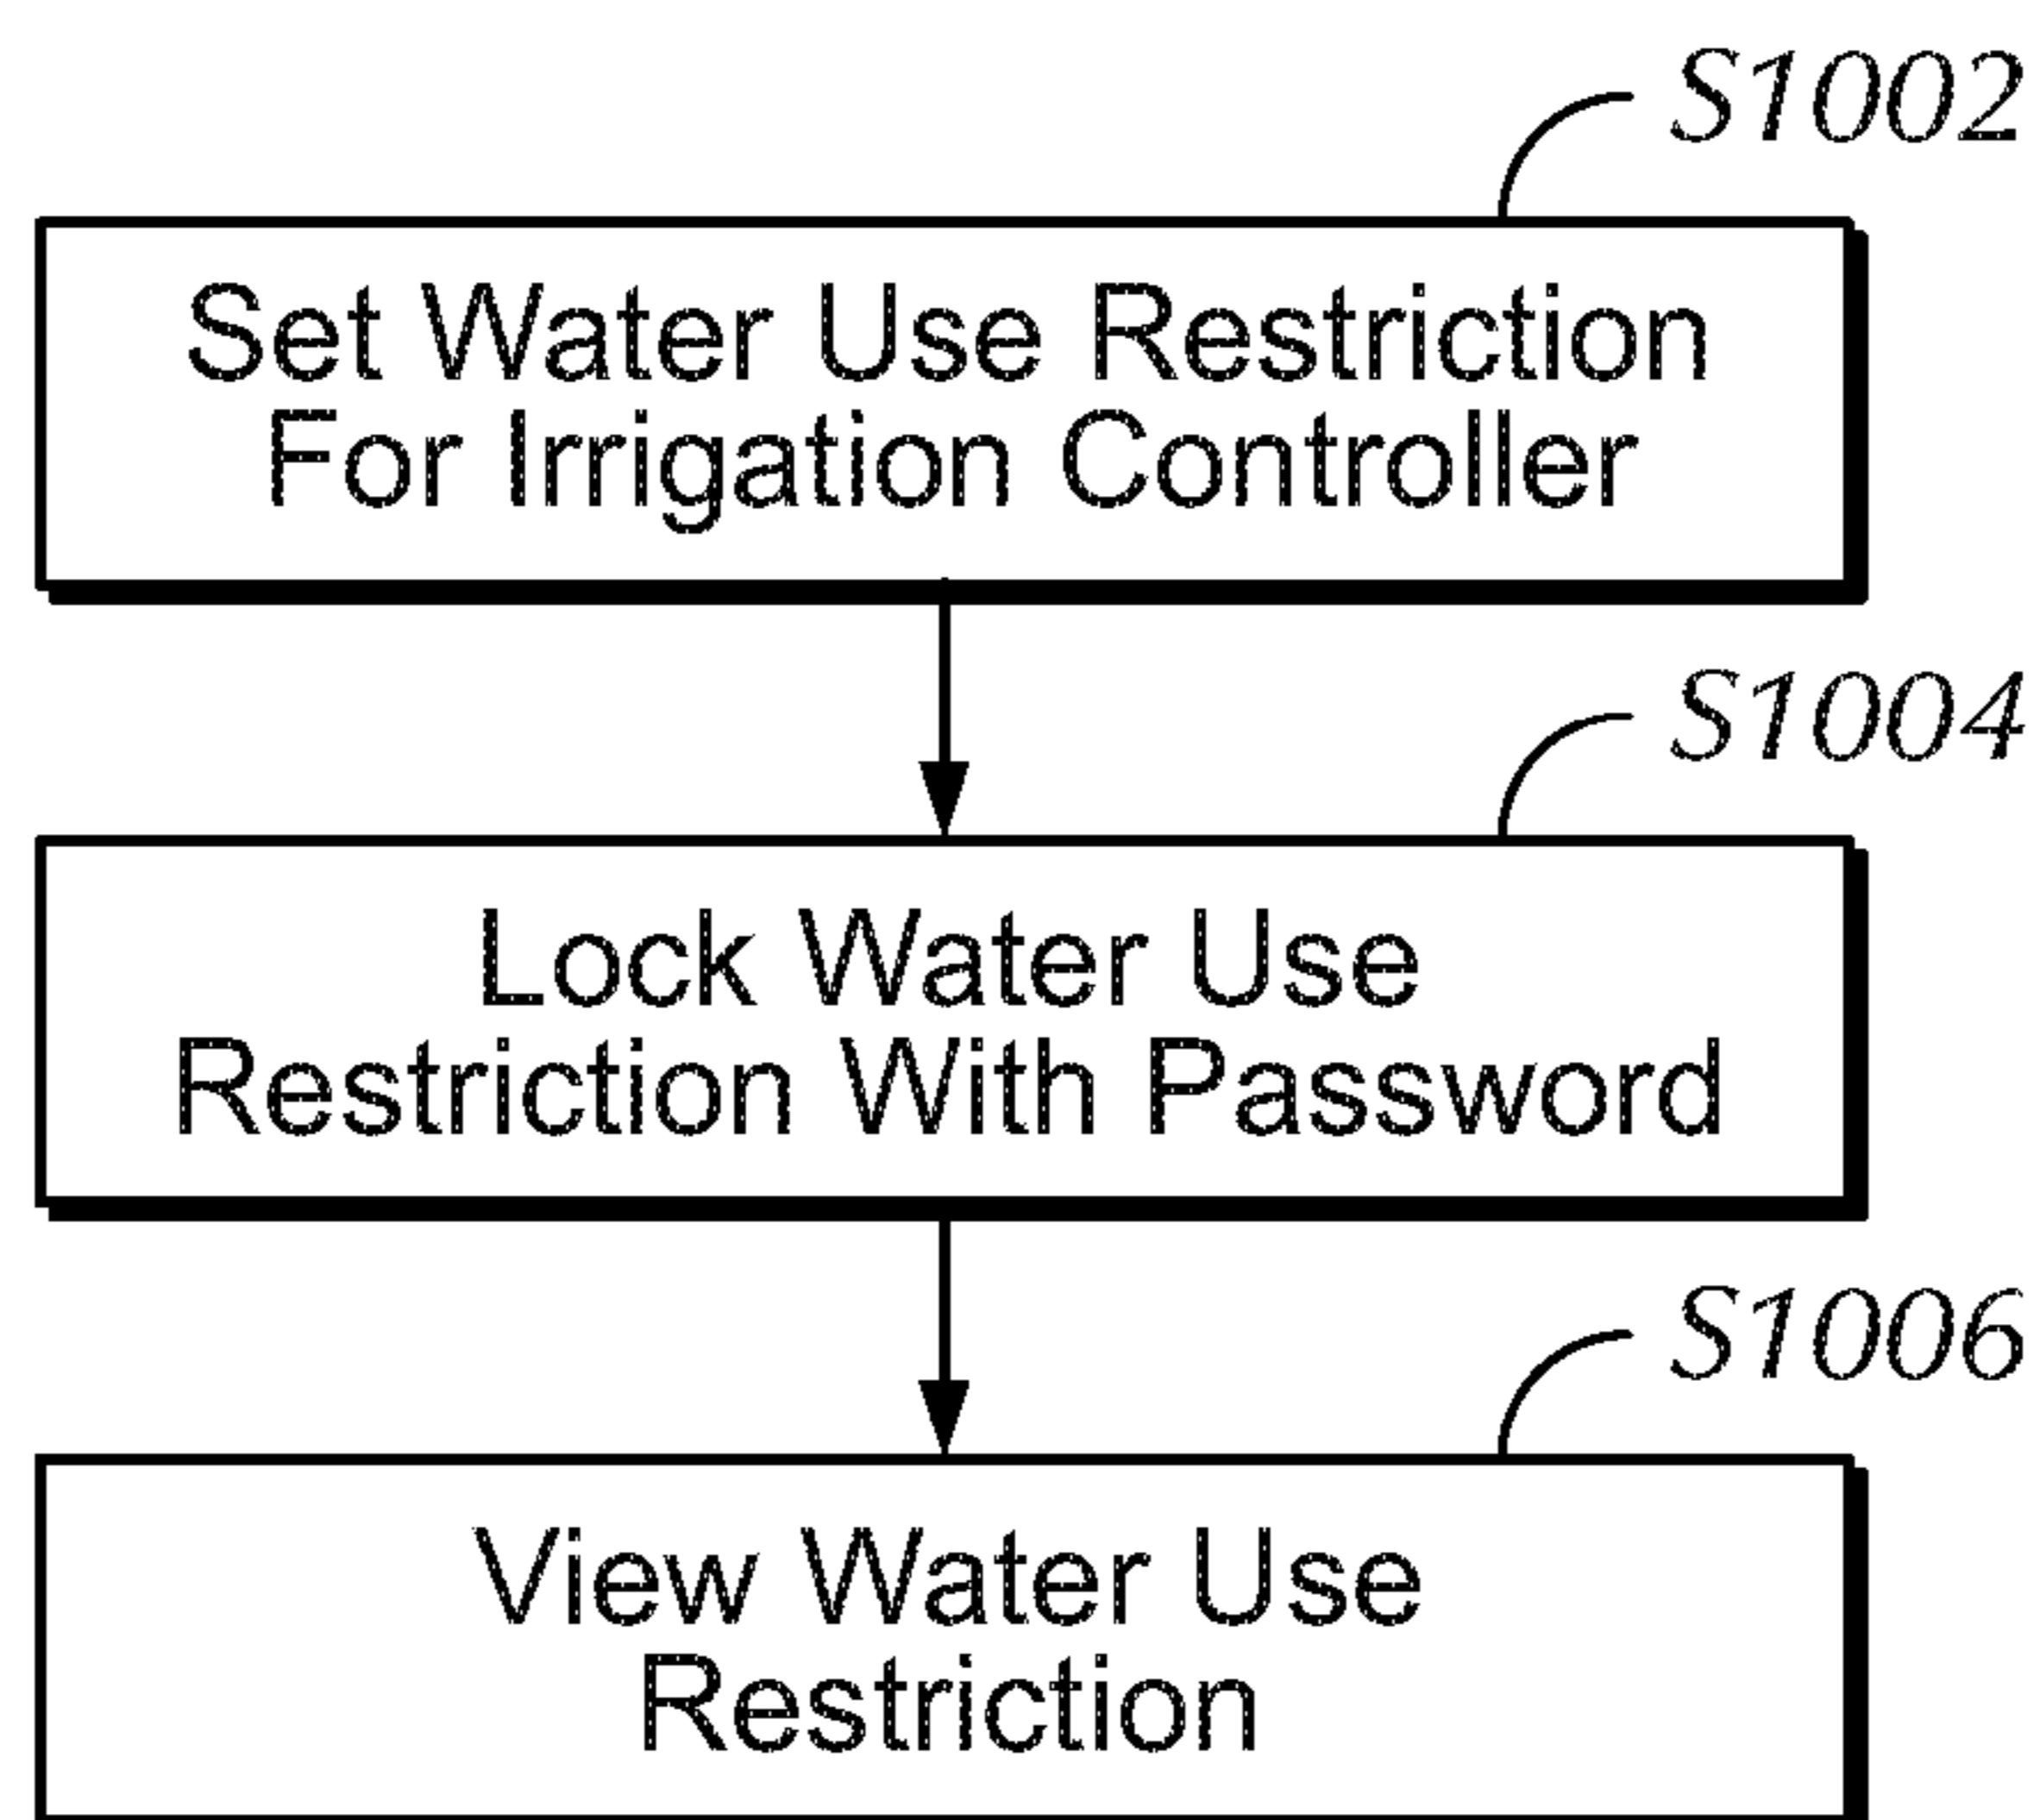 S1002
Set Water Use Restriction
For Irrigation Controller
S1004
Lock Water Use
Restriction With Password
S1006
View Water Use
Restriction